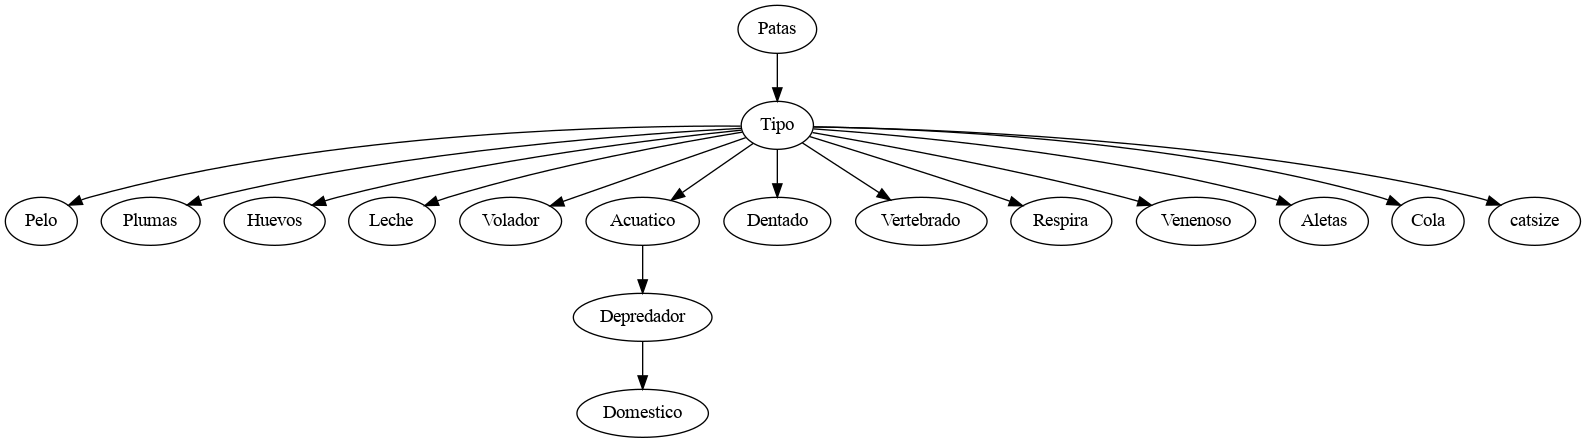 Patas
Tipo
Pelo
Plumas
Huevos
Leche
Volador
Acuatico
Dentado
Vertebrado
Respira
Venenoso
Aletas
Cola
catsize
Depredador
Domestico